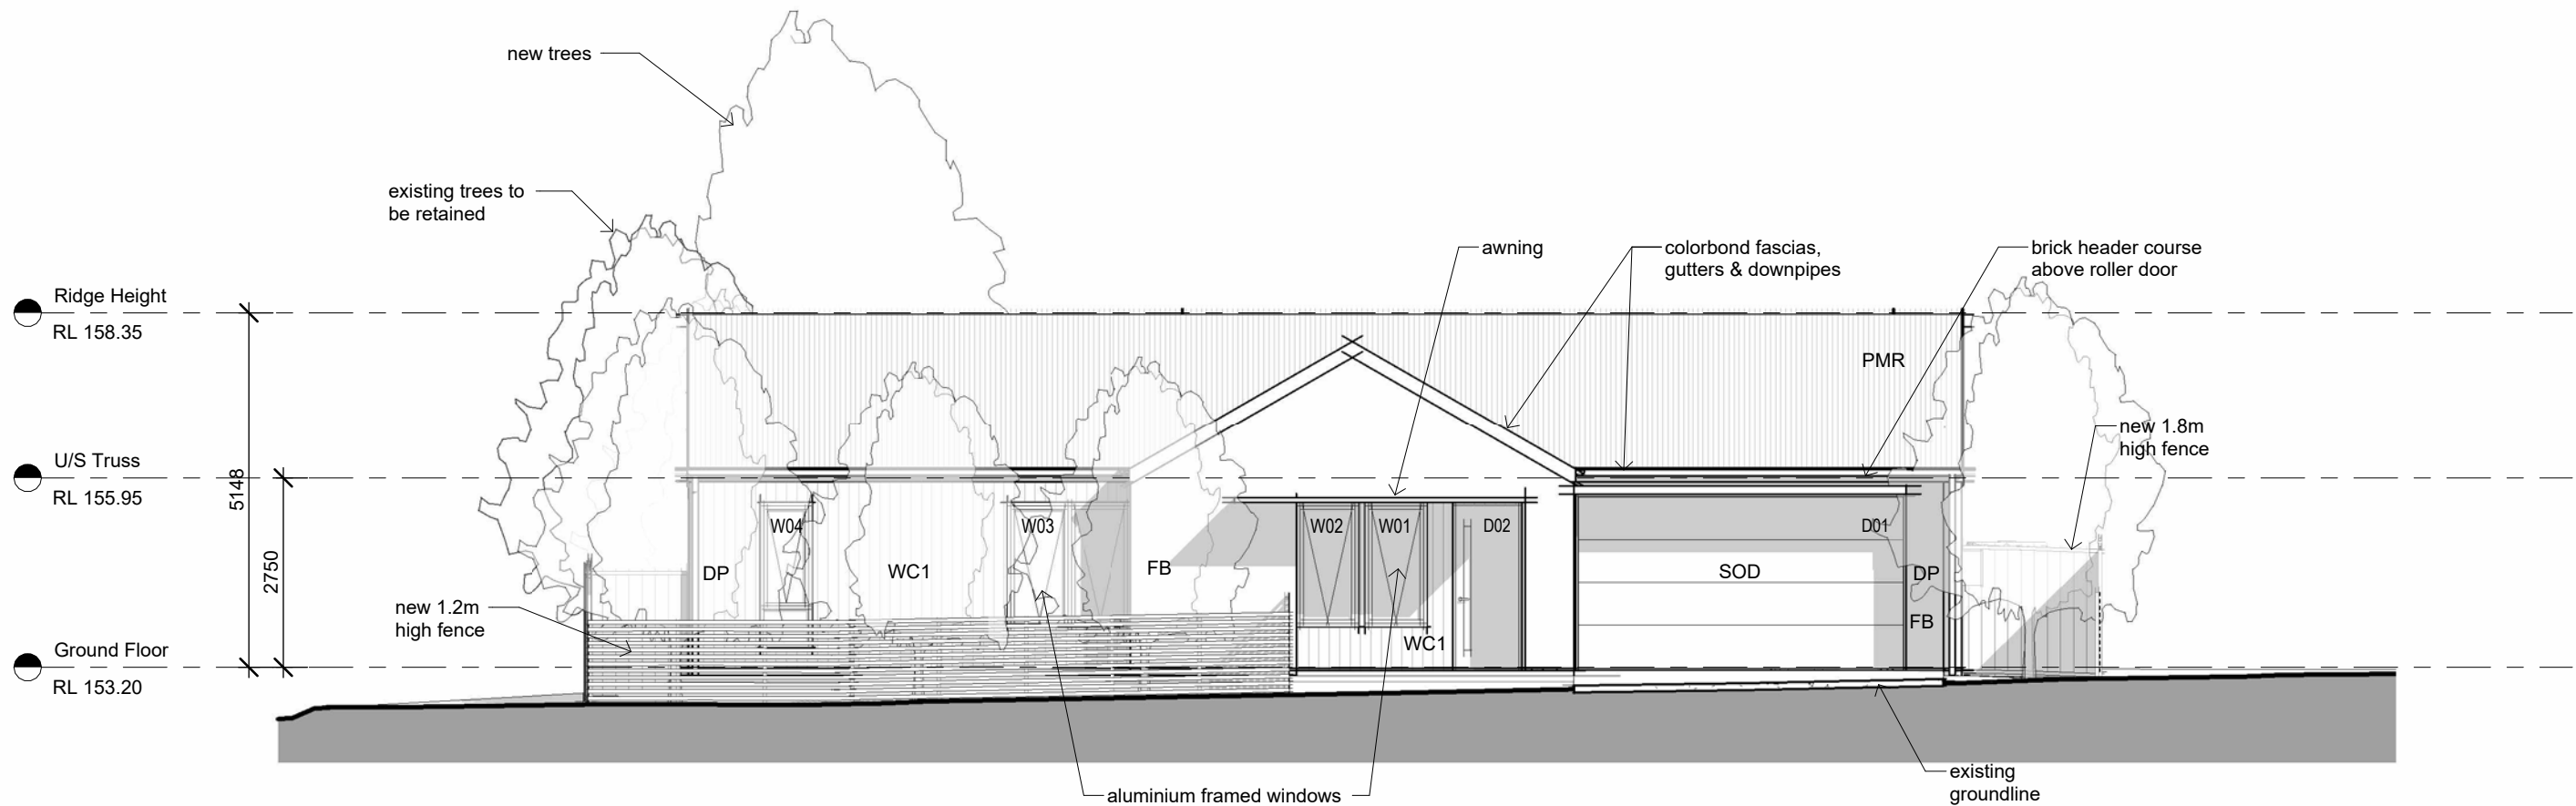 new trees
existing trees to
be retained
awning
colorbond fascias,
gutters & downpipes
brick header course
above roller door
Ridge Height
RL 158.35
PMR
new 1.8m
high fence
U/S Truss
RL 155.95
5148
2750
W04
W03
W02
W01
D02
D01
DP
WC1
FB
SOD
DP
new 1.2m
high fence
FB
WC1
Ground Floor
RL 153.20
existing
groundline
aluminium framed windows